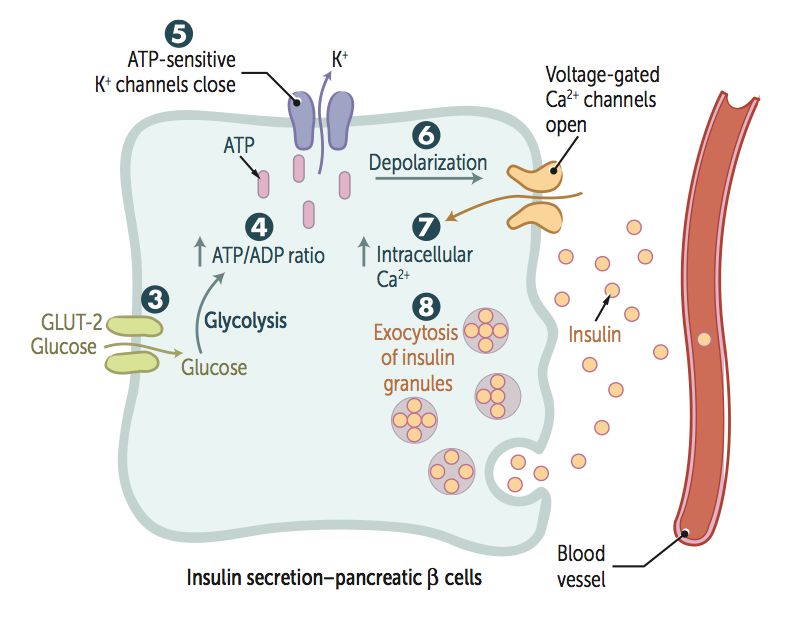 5
ATP-sensitive
K⁺ channels close
K⁺
Voltage-gated
Ca²⁺ channels
open
ATP
6
Depolarization
4
ATP/ADP ratio
7
Intracellular
Ca²⁺
3
GLUT-2
Glucose
Glycolysis
Glucose
8
Exocytosis
of insulin
granules
Insulin
Blood
vessel
Insulin secretion–pancreatic β cells